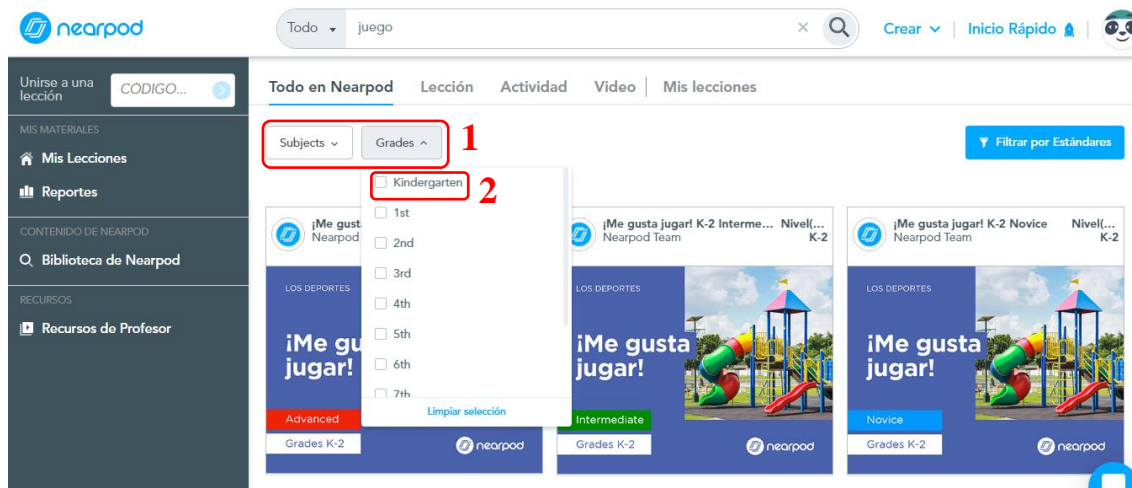 nearpod
Todo juego
Crear | Inicio Rápido |
Unirse a una lección
CODIGO...
MIS MATERIALES
Mis Lecciones
Reportes
CONTENIDO DE NEARPOD
Biblioteca de Nearpod
RECURSOS
Recursos de Profesor
Todo en Nearpod Lección Actividad Video | Mis lecciones
Subjects Grades 1
Filtrar por Estándares
Kindergarten 2
1st
2nd
3rd
4th
5th
6th
7th
Limpiar selección
¡Me gust
Nearpod
LOS DEPORTES
¡Me gu
jugar!
Advanced
Grades K-2
nearpod
¡Me gusta jugar! K-2 Interme... Nivel(...
Nearpod Team K-2
LOS DEPORTES
¡Me gusta
jugar!
Intermediate
Grades K-2
nearpod
¡Me gusta jugar! K-2 Novice Nivel(...
Nearpod Team K-2
LOS DEPORTES
¡Me gusta
jugar!
Novice
Grades K-2
nearpod